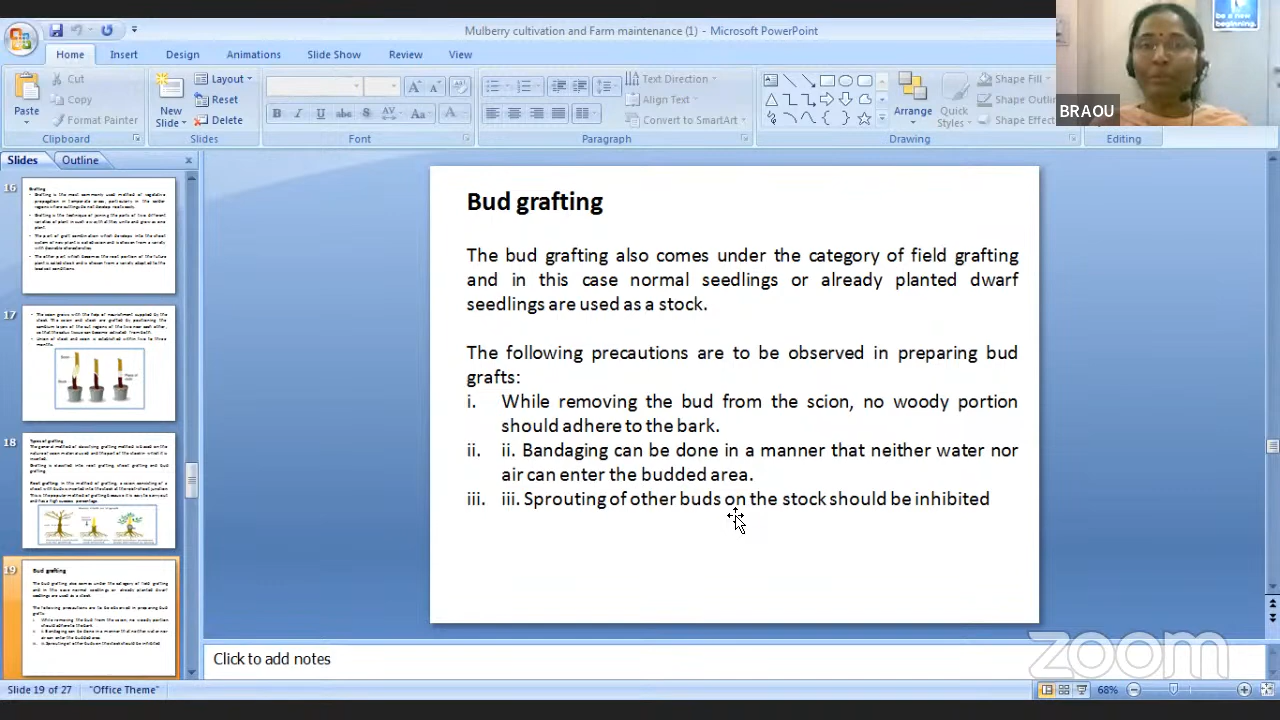 Mulberry cultivation and Farm maintenance (1) - Microsoft PowerPoint
be a new
beginning.
Home Insert Design Animations Slide Show Review View
Cut
Copy
Format Painter
Paste
Clipboard
New
Slide
Layout
Reset
Delete
Slides
Font
Text Direction
Align Text
Convert to SmartArt
Paragraph
Arrange
Quick
Styles
Shape Fill
Shape Outli
Shape Effect
Drawing
Editing
BRAOU
Slides Outline
16
17
18
19
Bud grafting
The bud grafting also comes under the category of field grafting
and in this case normal seedlings or already planted dwarf
seedlings are used as a stock.
The following precautions are to be observed in preparing bud
grafts:
i. While removing the bud from the scion, no woody portion
should adhere to the bark.
ii. ii. Bandaging can be done in a manner that neither water nor
air can enter the budded area.
iii. iii. Sprouting of other buds on the stock should be inhibited
Click to add notes
zoom
Slide 19 of 27 "Office Theme" 68%